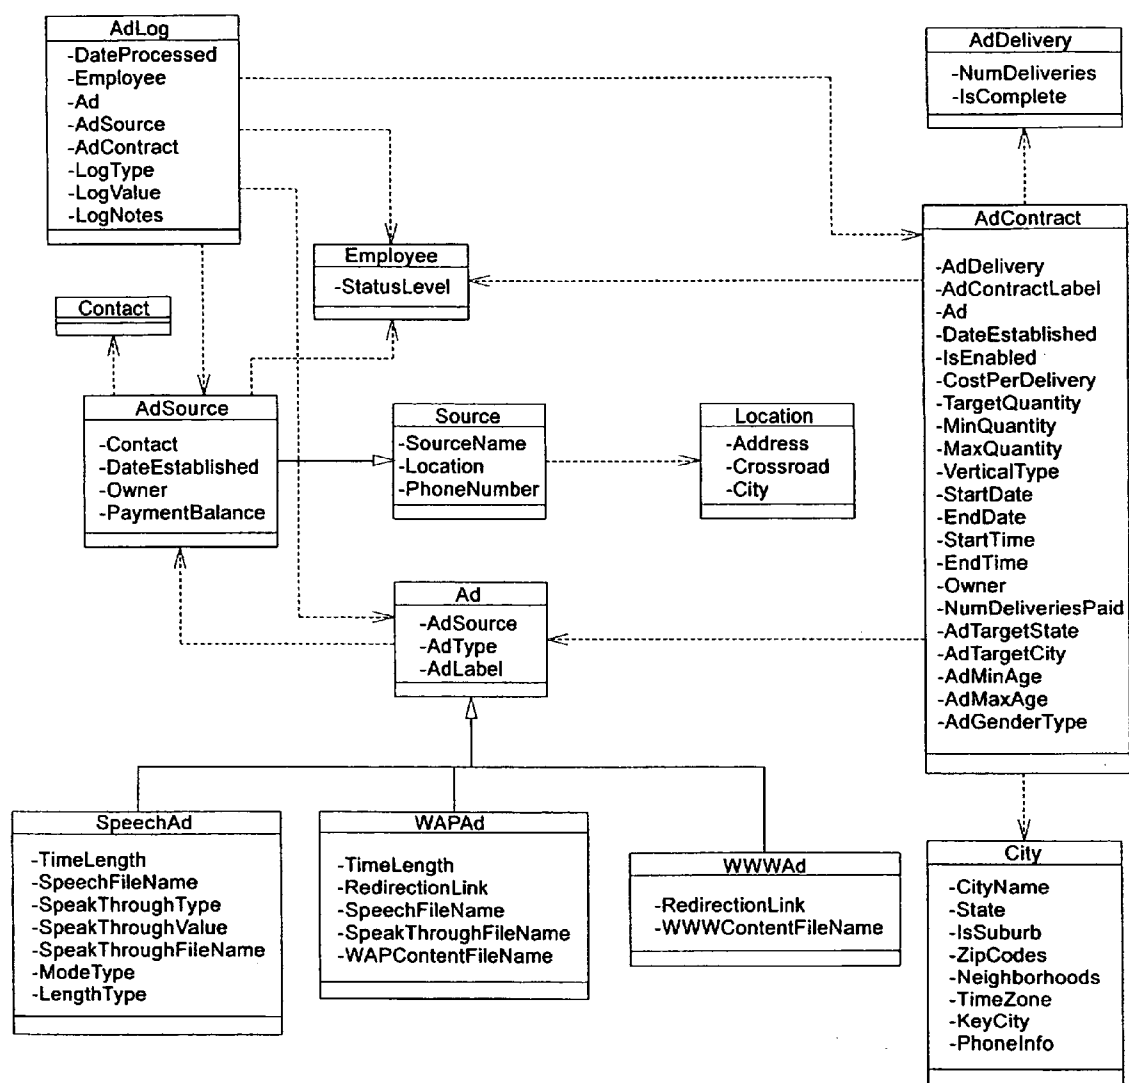 AdLog
-DateProcessed
-Employee
-Ad
-AdSource
-AdContract
-LogType
-LogValue
-LogNotes
AdDelivery
-NumDeliveries
-IsComplete
Employee
-StatusLevel
Contact
AdContract
-AdDelivery
-AdContractLabel
-Ad
-DateEstablished
-IsEnabled
-CostPerDelivery
-TargetQuantity
-MinQuantity
-MaxQuantity
-VerticalType
-StartDate
-EndDate
-StartTime
-EndTime
-Owner
-NumDeliveriesPaid
-AdTargetState
-AdTargetCity
-AdMinAge
-AdMaxAge
-AdGenderType
AdSource
-Contact
-DateEstablished
-Owner
-PaymentBalance
Source
-SourceName
-Location
-PhoneNumber
Location
-Address
-Crossroad
-City
Ad
-AdSource
-AdType
-AdLabel
SpeechAd
-TimeLength
-SpeechFileName
-SpeakThroughType
-SpeakThroughValue
-SpeakThroughFileName
-ModeType
-LengthType
WAPAd
-TimeLength
-RedirectionLink
-SpeechFileName
-SpeakThroughFileName
-WAPContentFileName
WWWAd
-RedirectionLink
-WWWContentFileName
City
-CityName
-State
-IsSuburb
-ZipCodes
-Neighborhoods
-TimeZone
-KeyCity
-PhoneInfo